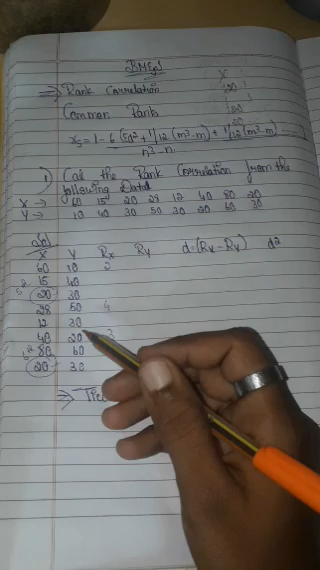 ⇒ Rank Correlation
Common Ranks
= 1 - 6 (Σd² + 1/12 (m³-m) + 1/12 (m³-m)
n³-n
1) Cal the Rank Correlation from the
following Data
X → 60 15 20 28 12 40 80 20
Y → 10 40 30 50 30 20 60 30
X Y Rx Ry d=(Rx - Ry) d²
60 10 2
15 40
20 30
28 50 4
12 30
40 20 3
80 60
20 30